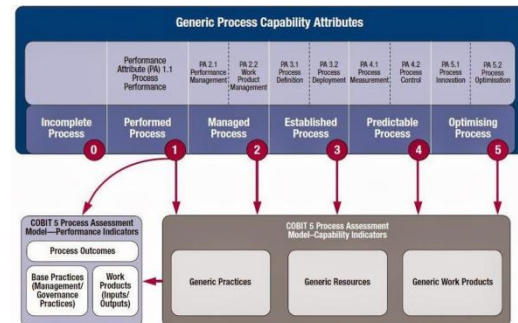 Generic Process Capability Attributes
Performance
Attribute (PA) 1.1
Process
Performance
PA 2.1
Performance
Management
PA 2.2
Work
Product
Management
PA 3.1
Process
Definition
PA 3.2
Process
Deployment
PA 4.1
Process
Measurement
PA 4.2
Process
Control
PA 5.1
Process
Innovation
PA 5.2
Process
Optimisation
Incomplete
Process
0
Performed
Process
1
Managed
Process
2
Established
Process
3
Predictable
Process
4
Optimising
Process
5
COBIT 5 Process Assessment
Model—Performance Indicators
Process Outcomes
Base Practices
(Management/
Governance
Practices)
Work
Products
(Inputs/
Outputs)
COBIT 5 Process Assessment
Model–Capability Indicators
Generic Practices
Generic Resources
Generic Work Products